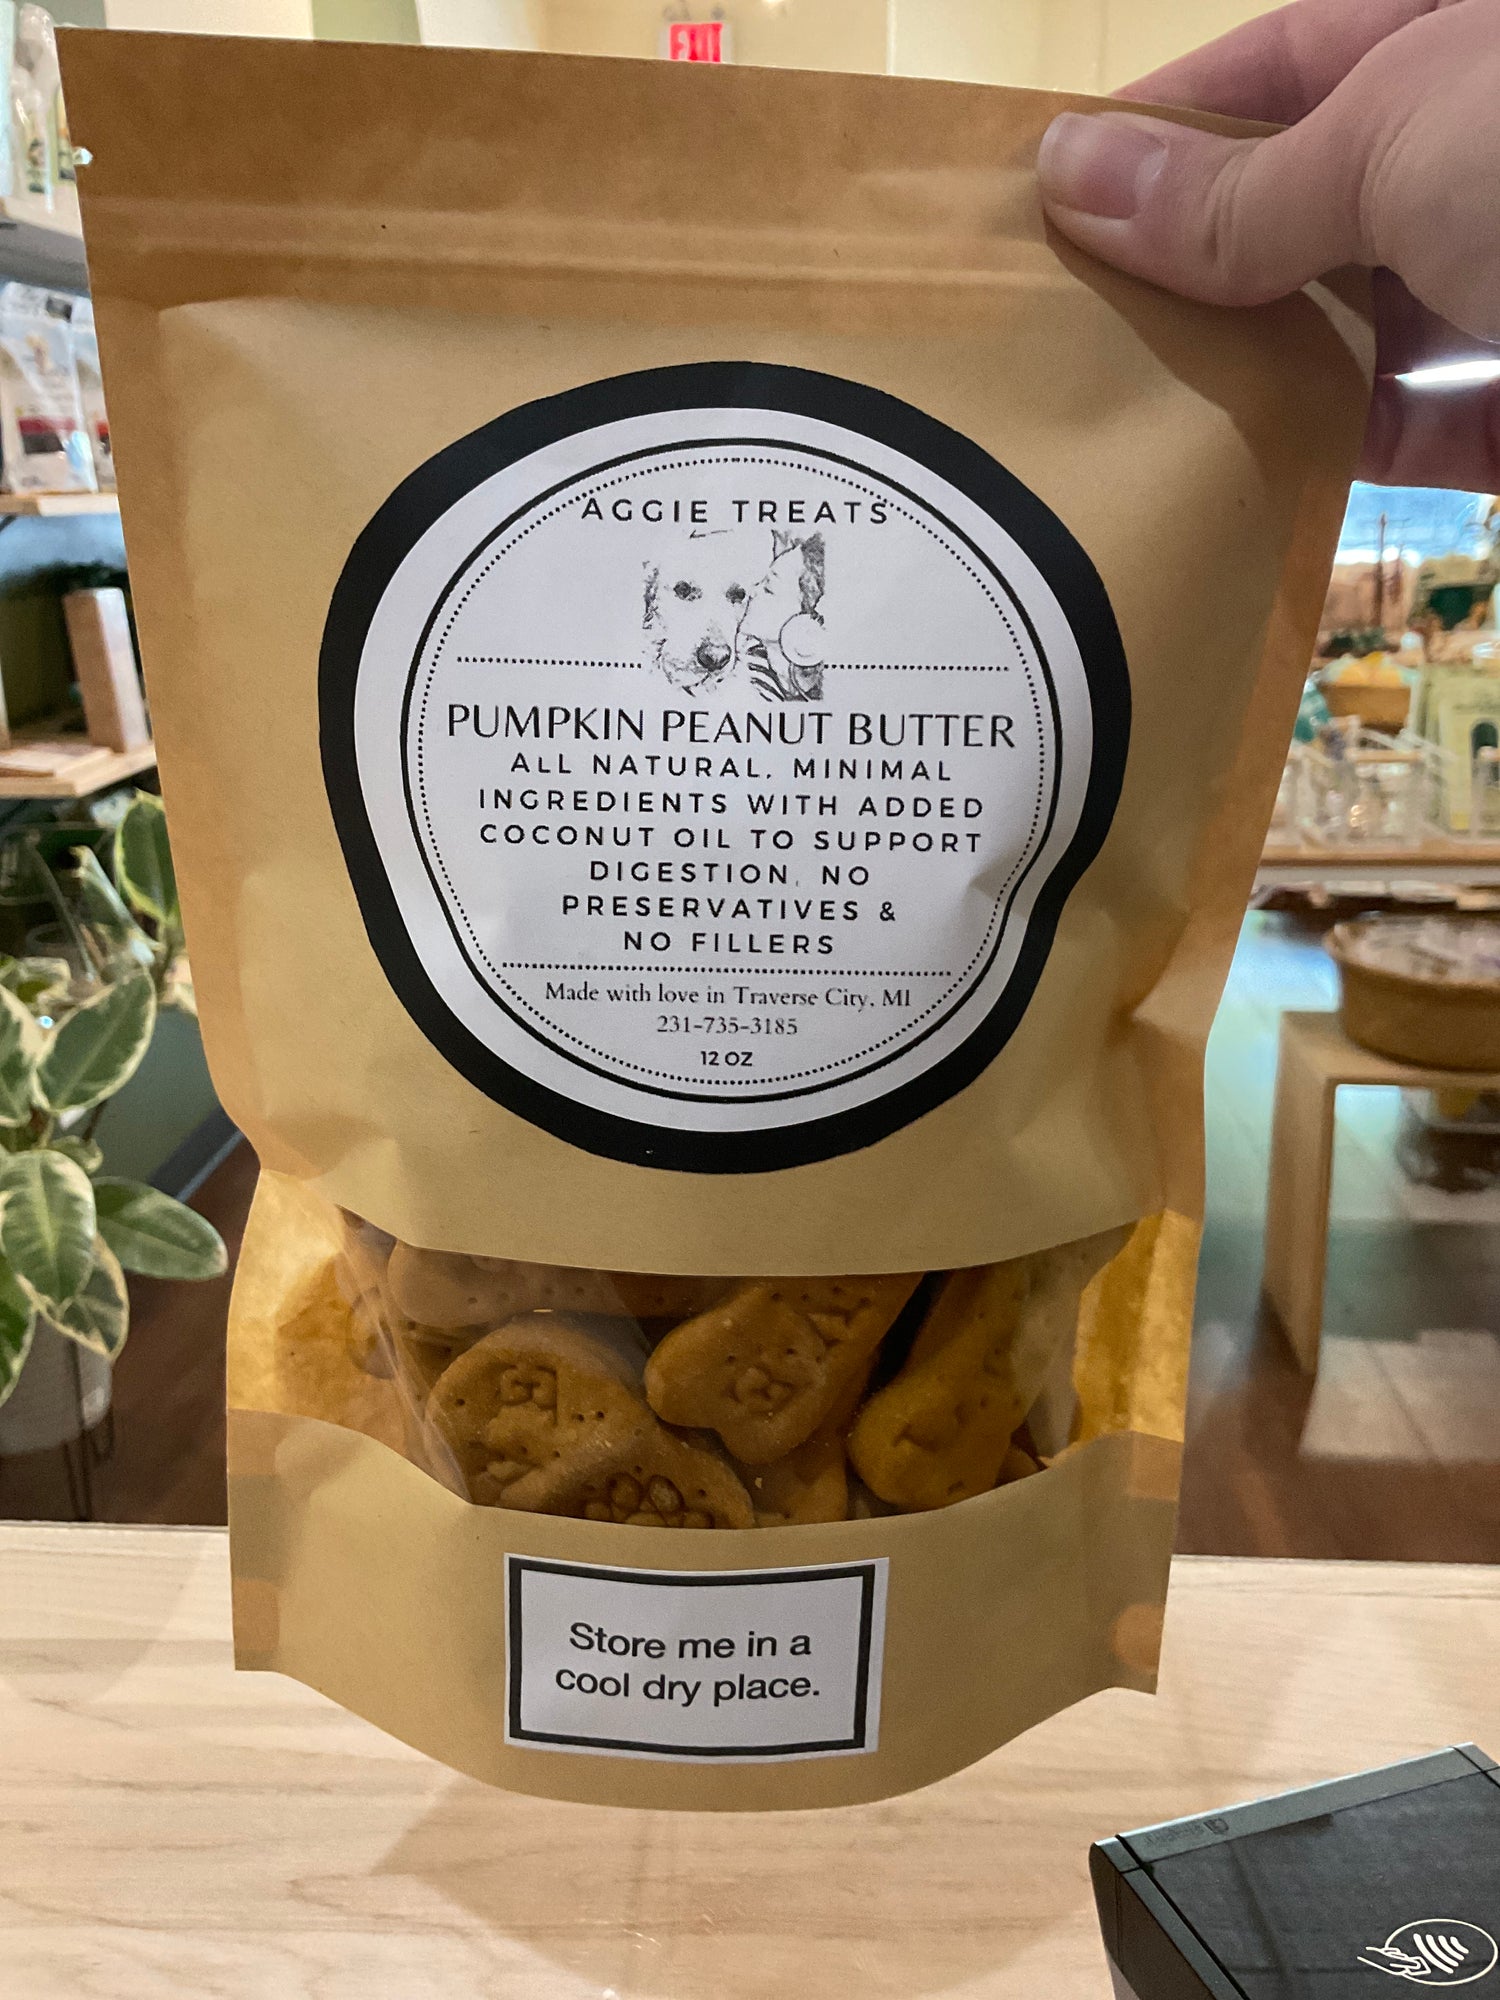 EXIT
AGGIE TREATS
PUMPKIN PEANUT BUTTER
ALL NATURAL. MINIMAL
INGREDIENTS WITH ADDED
COCONUT OIL TO SUPPORT
DIGESTION, NO
PRESERVATIVES &
NO FILLERS
Made with love in Traverse City, MI
231-735-3185
12 OZ
Store me in a
cool dry place.